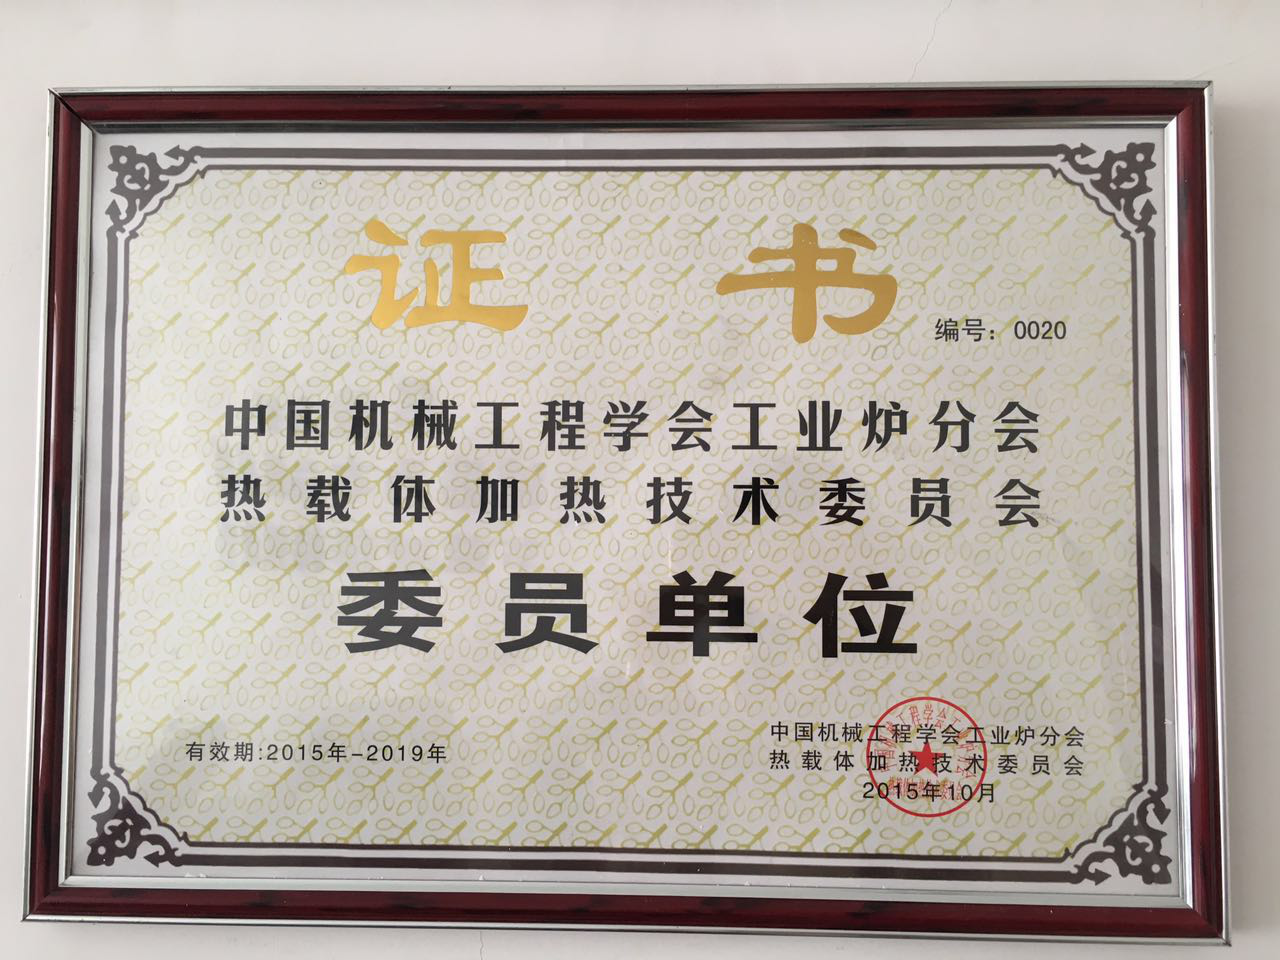 证书
编号：0020
中国机械工程学会工业炉分会
热载体加热技术委员会
委员单位
有效期:2015年-2019年
中国机械工程学会工业炉分会
热载体加热技术委员会
2015年10月